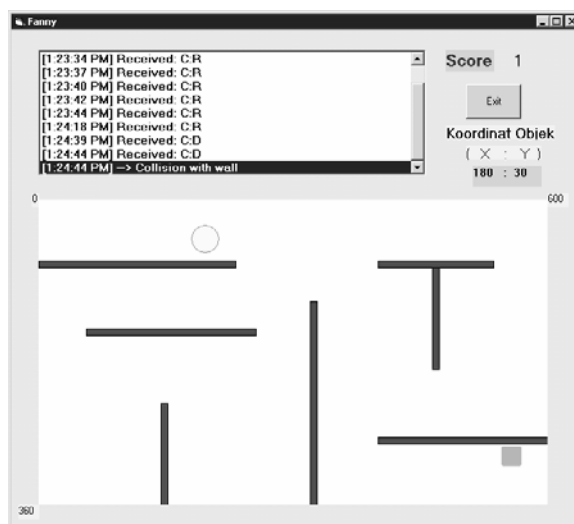 Fanny
[1:23:34 PM] Received: C:R
[1:23:37 PM] Received: C:R
[1:23:40 PM] Received: C:R
[1:23:42 PM] Received: C:R
[1:23:44 PM] Received: C:R
[1:24:18 PM] Received: C:R
[1:24:39 PM] Received: C:D
[1:24:44 PM] Received: C:D
[1:24:44 PM] --> Collision with wall
Score 1
Exit
Koordinat Objek
( X : Y )
180 : 30
0
600
360